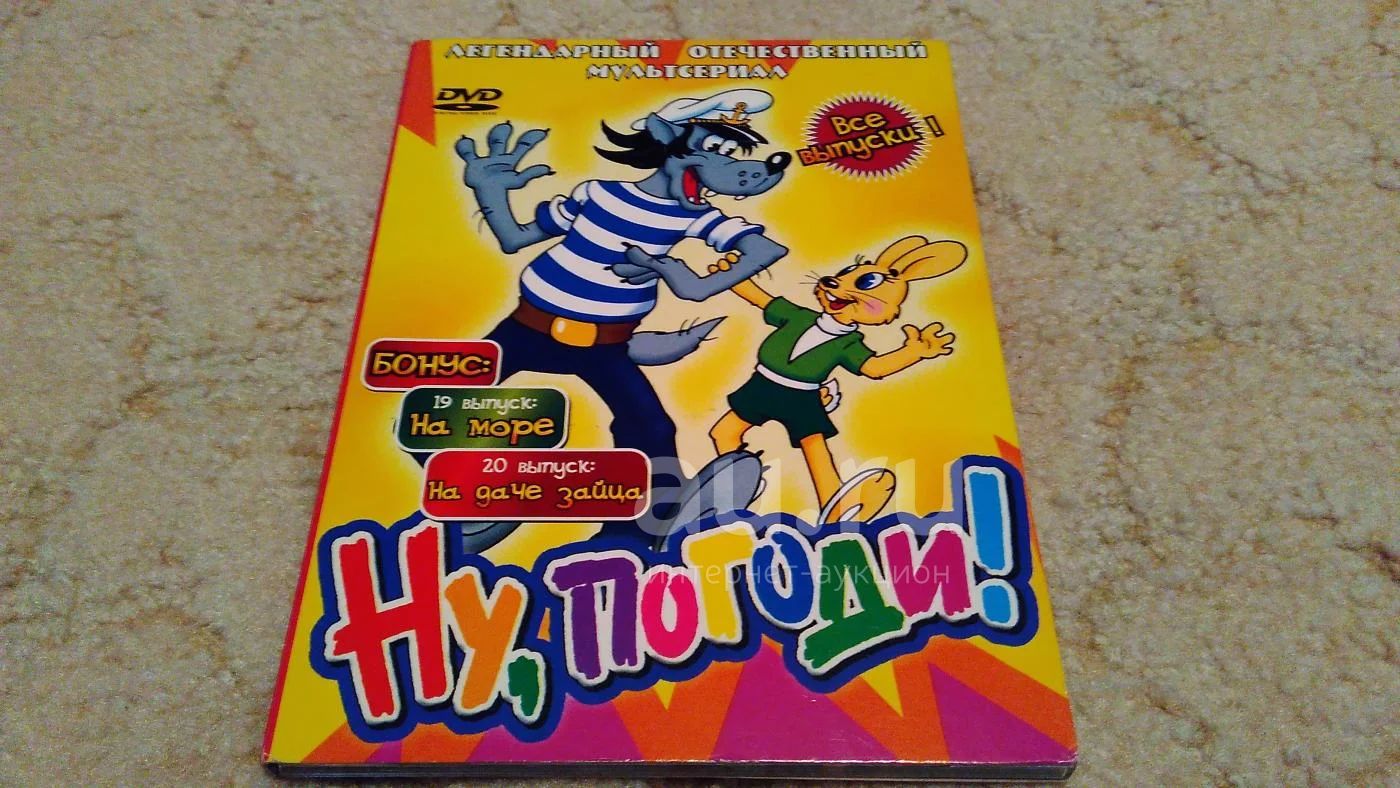 ЛЕГЕНДАРНЫЙ ОТЕЧЕСТВЕННЫЙ
МУЛЬТСЕРИАЛ
DVD
Все
выпуски!
БОНУС:
19 выпуск:
На море
20 выпуск:
На даче зайца
au.ru
интернет-аукцион
Ну, погоди!